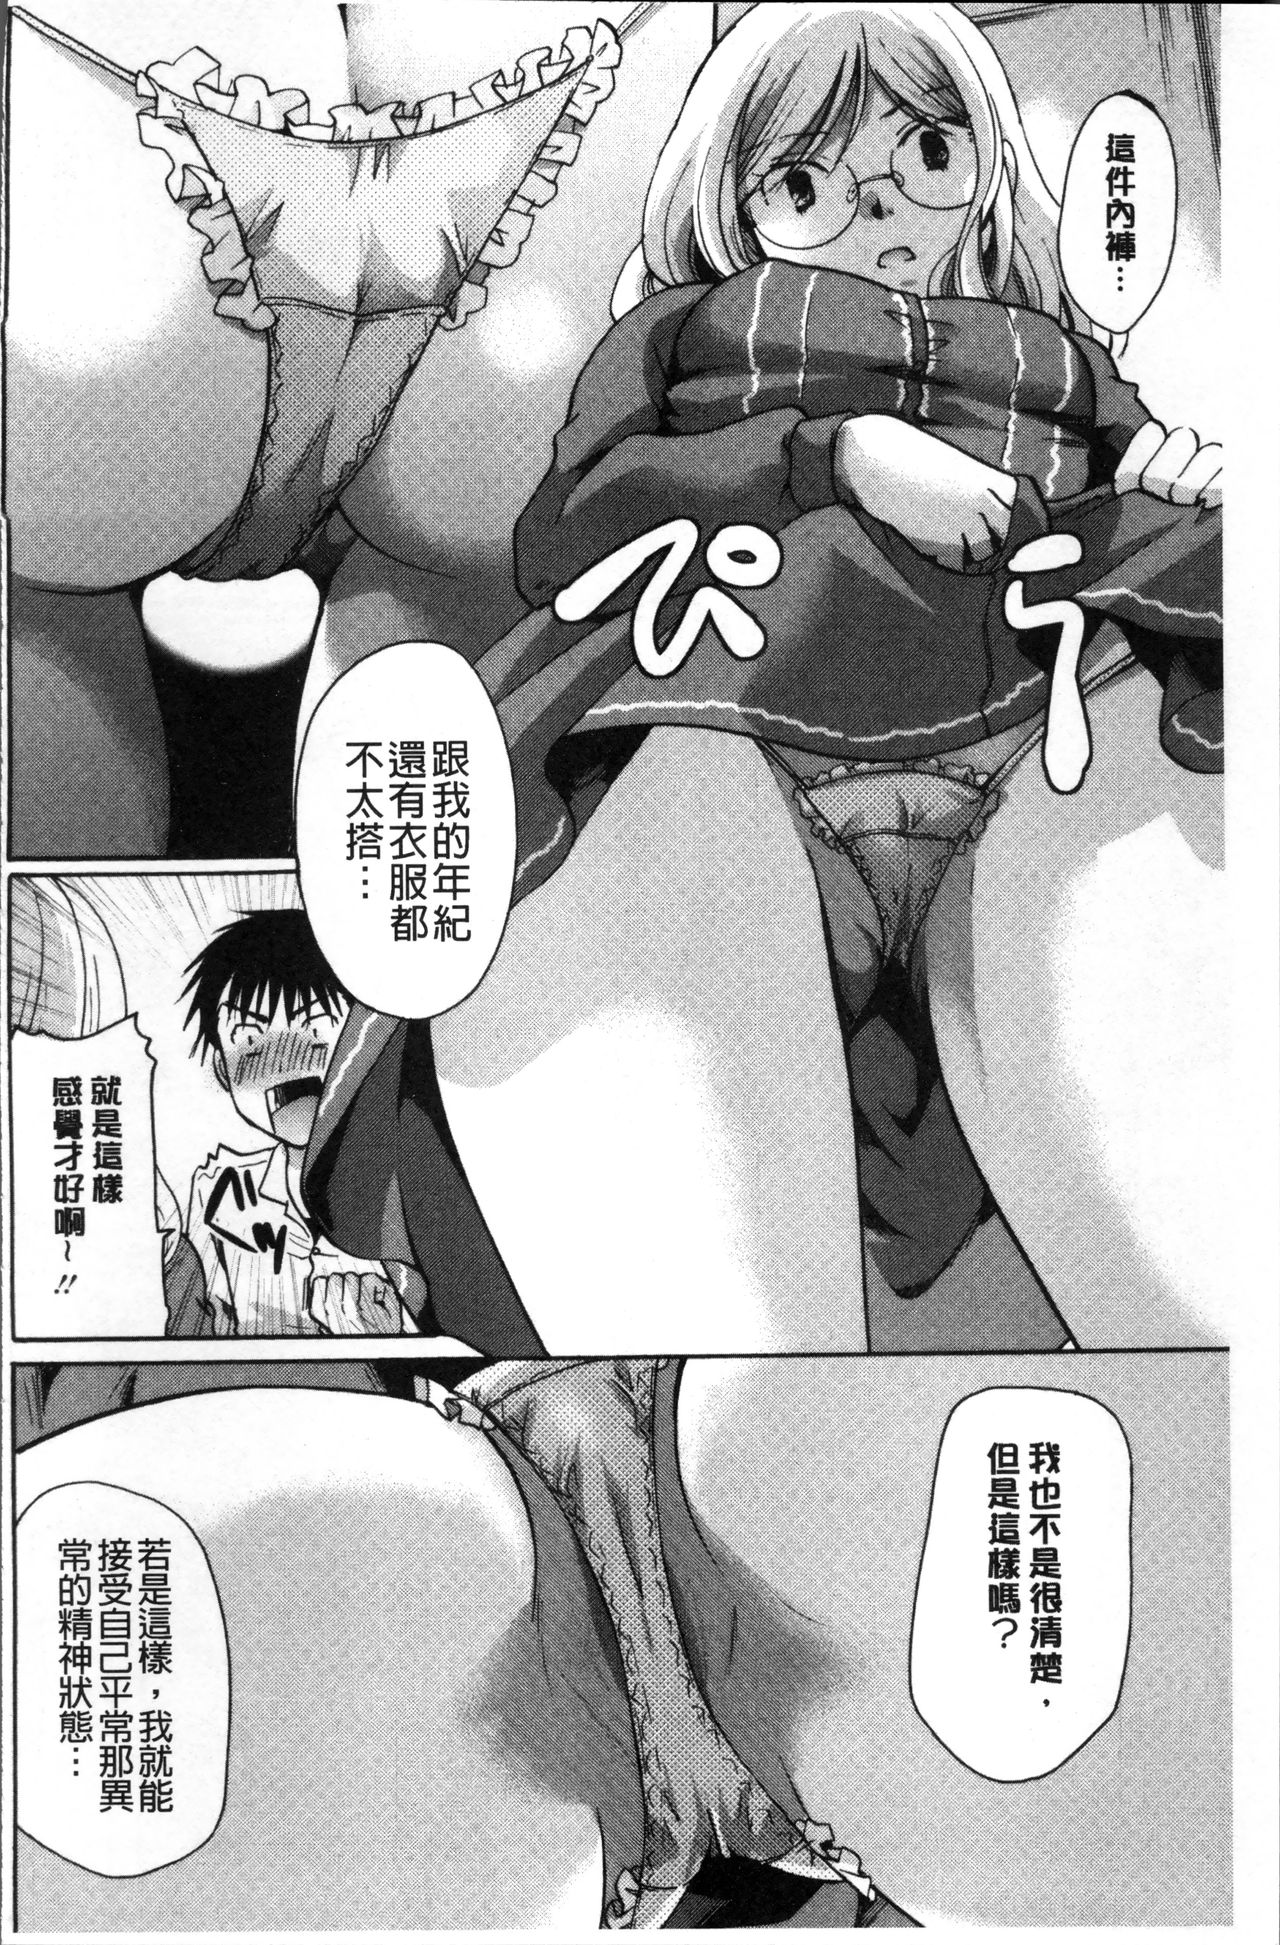 這件內褲…
ぴら
跟我的年紀
還有衣服都
不太搭…
就是這樣
感覺才好啊~!!
グッ
我也不是很清楚，
但是這樣嗎？
若是這樣，我就能
接受自己平常那異
常的精神狀態…